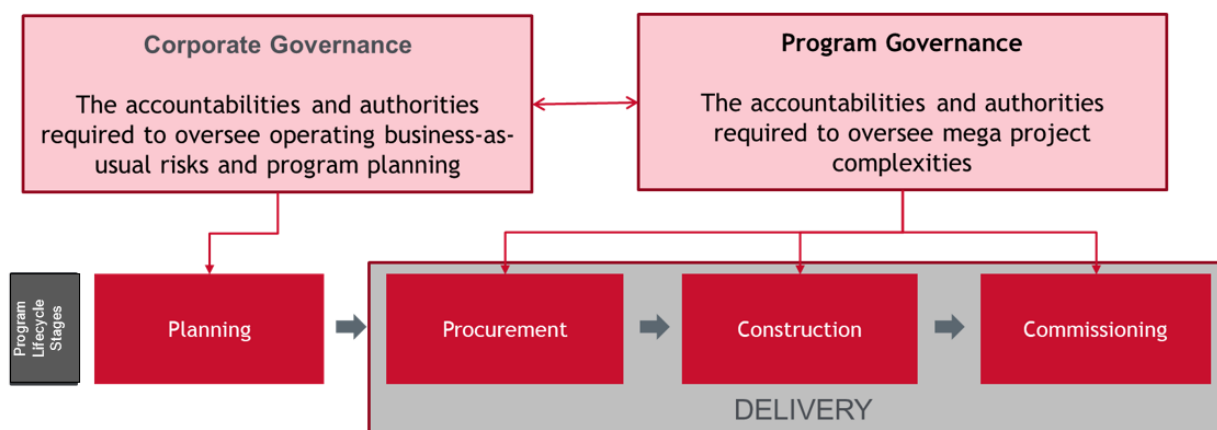 Corporate Governance
The accountabilities and authorities
required to oversee operating business-as-
usual risks and program planning
Program Governance
The accountabilities and authorities
required to oversee mega project
complexities
Program
Lifecycle
Stages
Planning
Procurement
Construction
Commissioning
DELIVERY